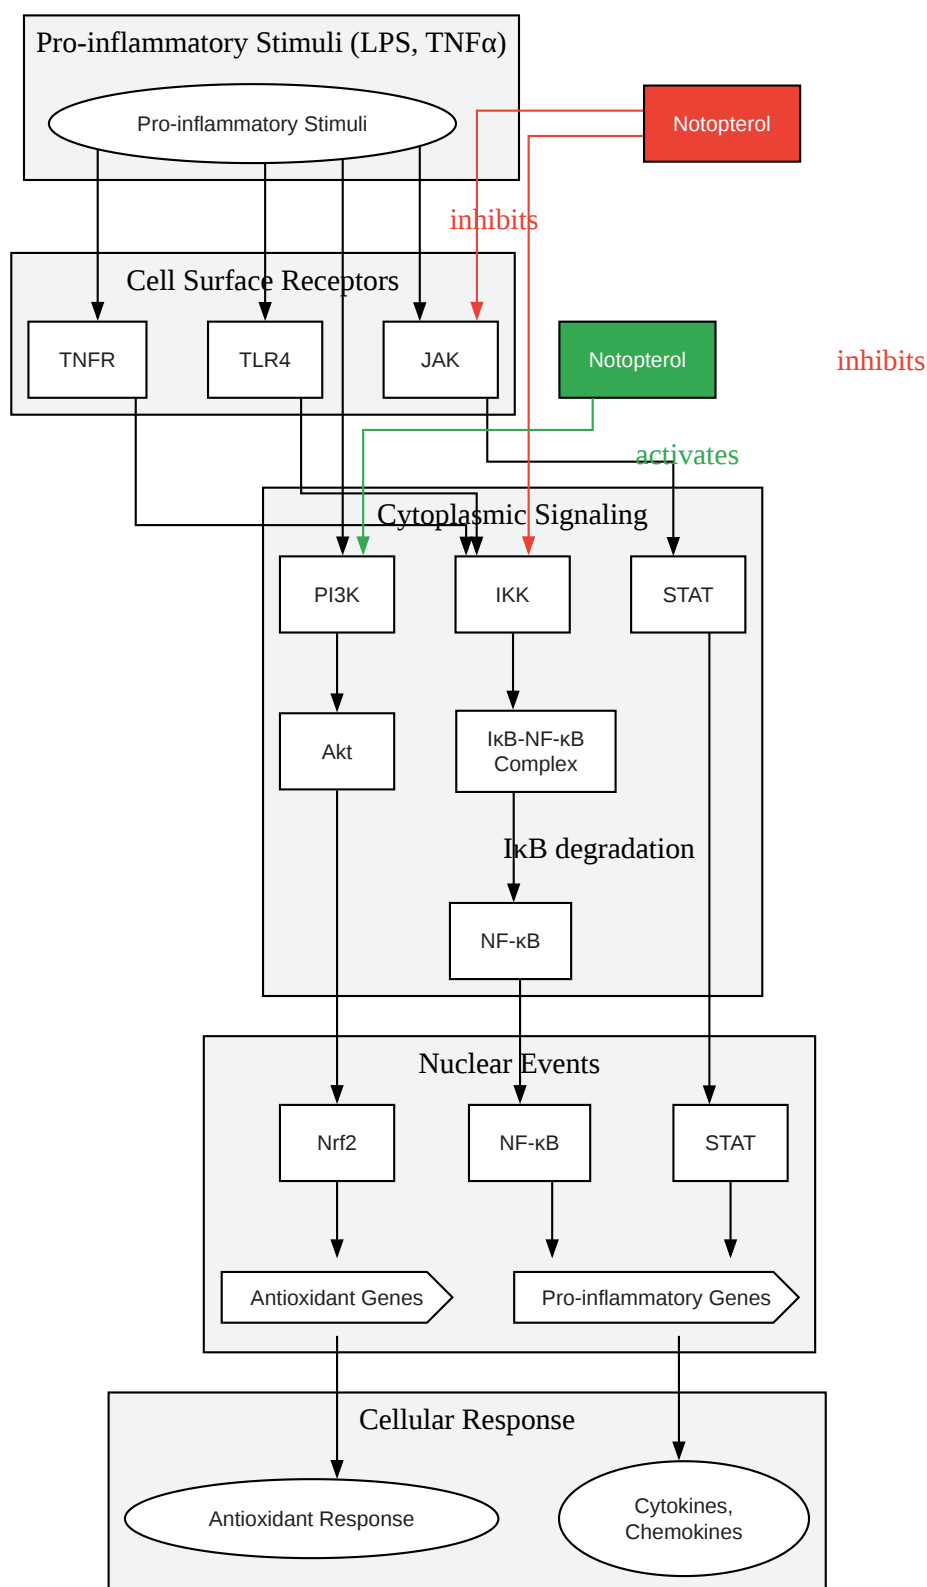 Pro-inflammatory Stimuli (LPS, TNFα)
Pro-inflammatory Stimuli
Notopterol
inhibits
Cell Surface Receptors
TNFR
TLR4
JAK
Notopterol
inhibits
activates
Cytoplasmic Signaling
PI3K
IKK
STAT
Akt
IκB-NF-κB
Complex
IκB degradation
NF-κB
Nuclear Events
Nrf2
NF-κB
STAT
Antioxidant Genes
Pro-inflammatory Genes
Cellular Response
Antioxidant Response
Cytokines,
Chemokines